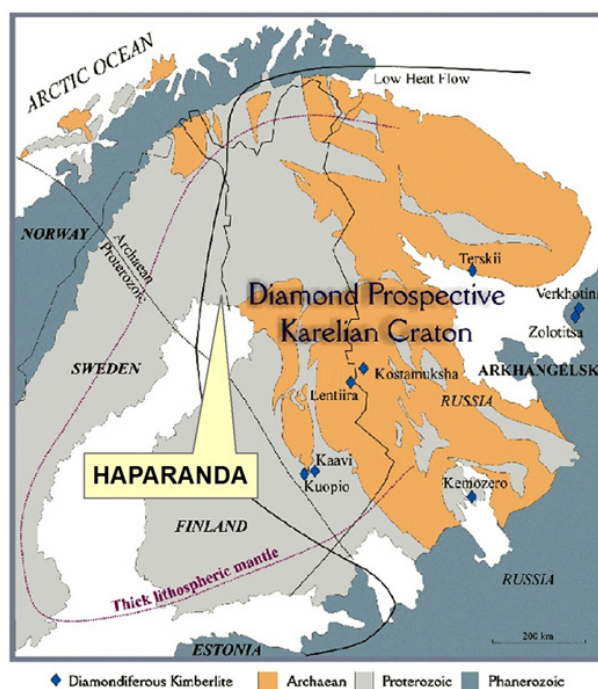 ARCTIC OCEAN
Low Heat Flow
NORWAY
Archaean
Proterozoic
Terskii
Diamond Prospective
Karelian Craton
Verkhotina
Zolotitsa
SWEDEN
Kostamuksha
ARKHANGELSK
Lentiira
RUSSIA
HAPARANDA
Kaavi
Kuopio
Kemozero
FINLAND
Thick lithospheric mantle
RUSSIA
ESTONIA
200 km
Diamondiferous Kimberlite
Archaean
Proterozoic
Phanerozoic